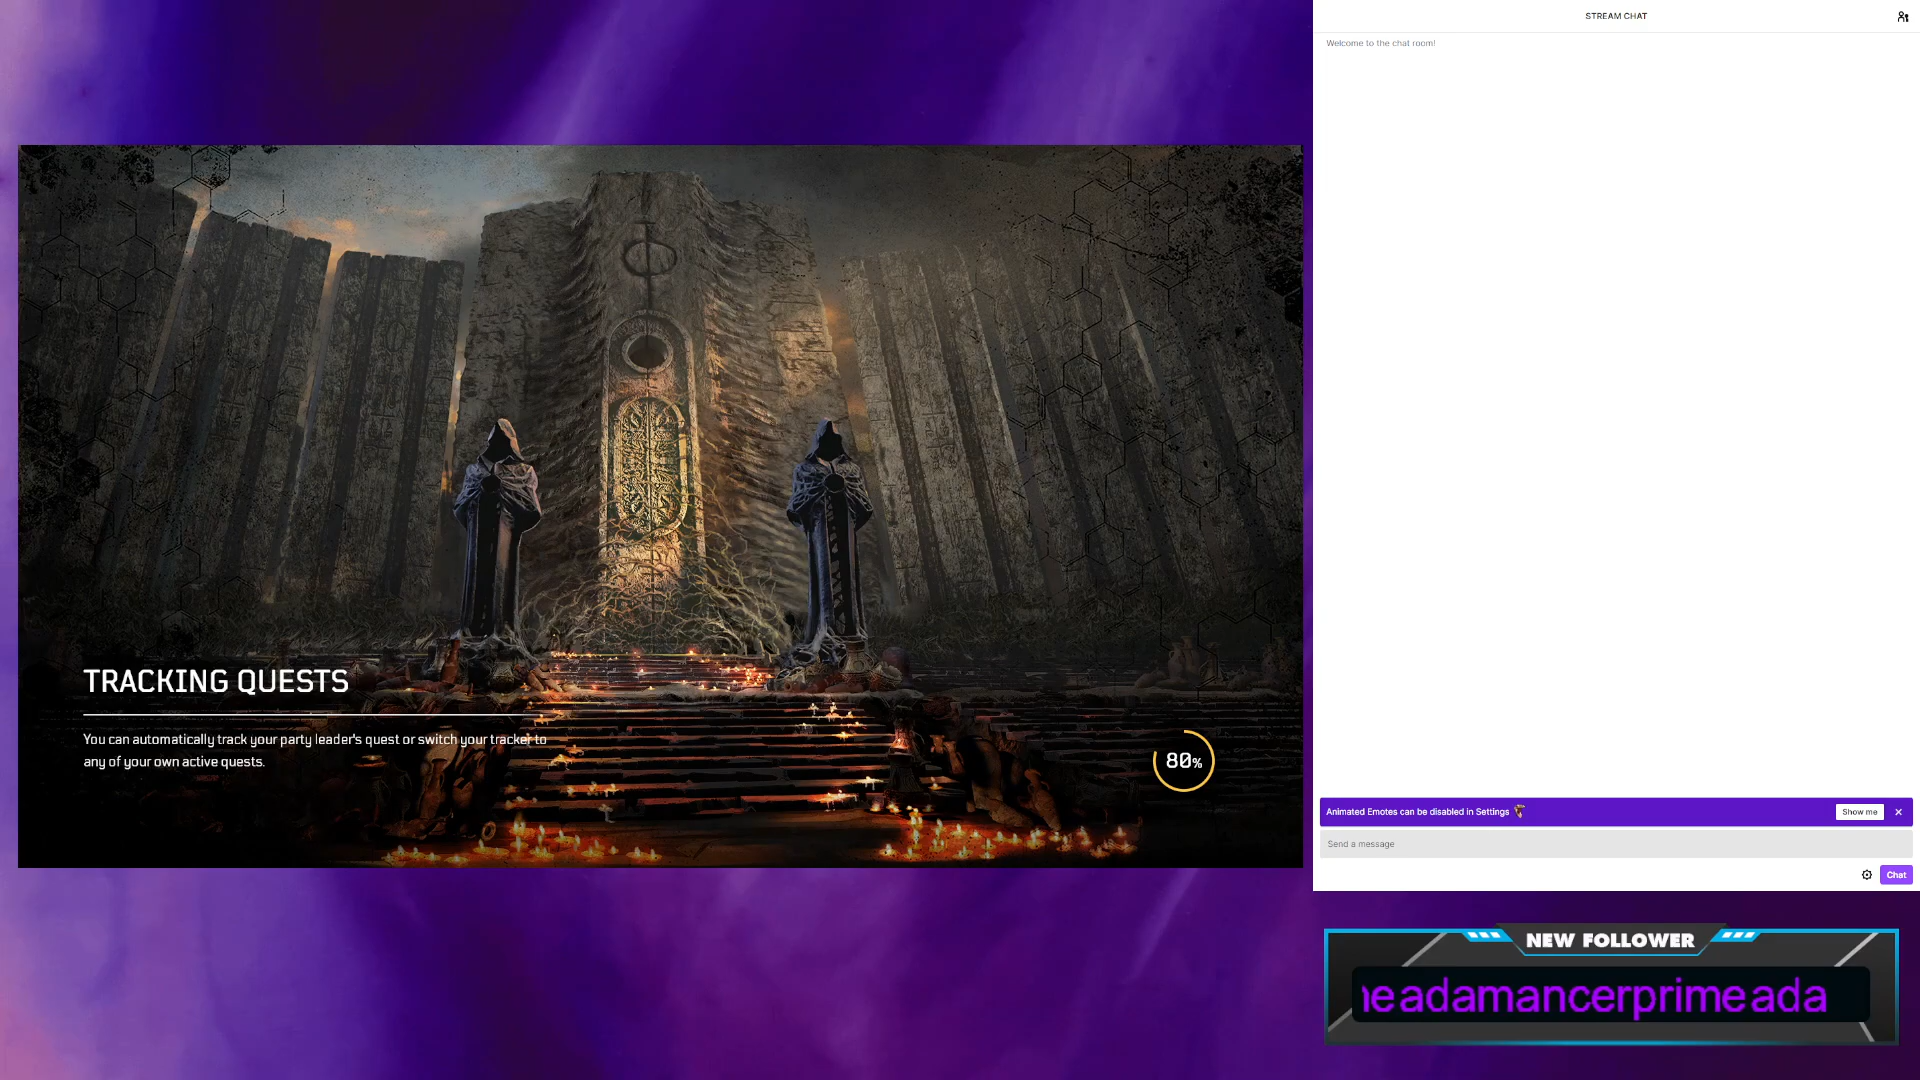 STREAM CHAT
Welcome to the chat room!
TRACKING QUESTS
You can automatically track your party leader's quest or switch your tracker to
any of your own active quests.
80%
Animated Emotes can be disabled in Settings
Show me
Send a message
Chat
NEW FOLLOWER
eadamancerprimeada